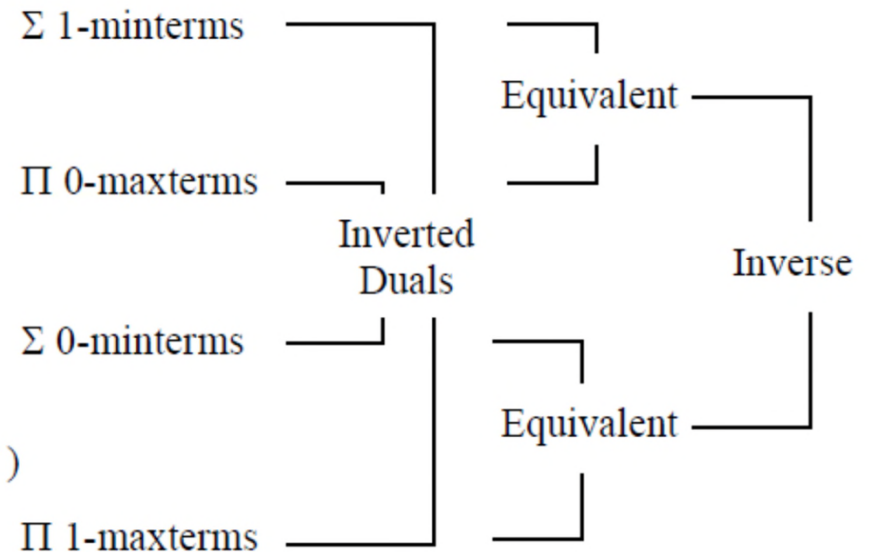 Σ 1-minterms
Equivalent
Π 0-maxterms
Inverted
Duals
Inverse
Σ 0-minterms
Equivalent
)
Π 1-maxterms